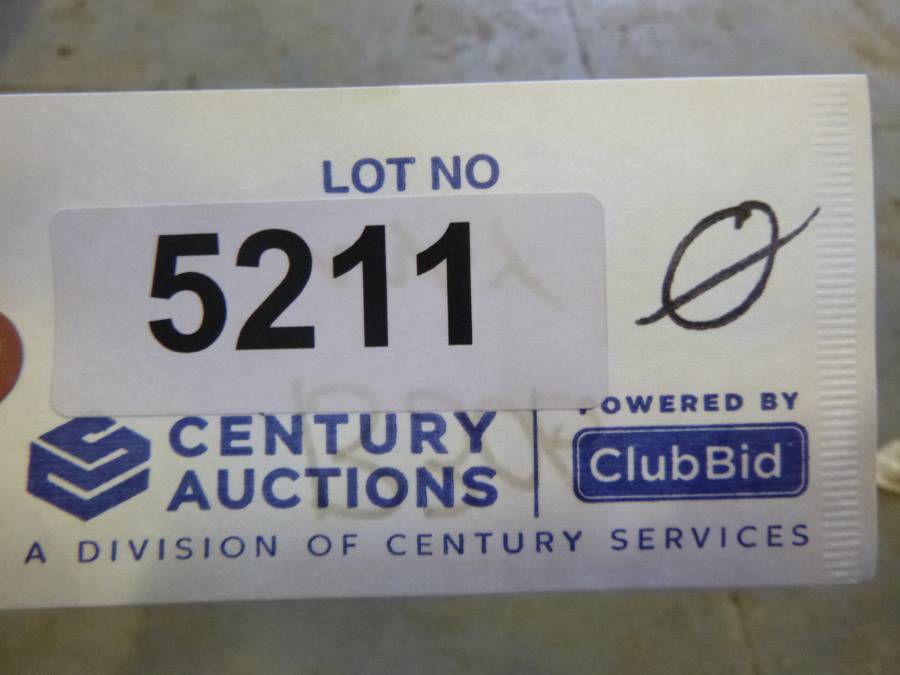 LOT NO
5211 Ø
CENTURY
AUCTIONS
POWERED BY
ClubBid
A DIVISION OF CENTURY SERVICES